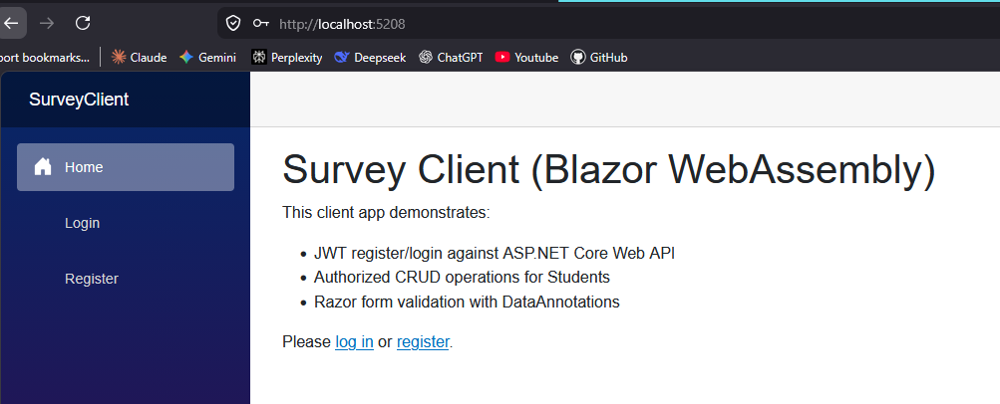 http://localhost:5208
port bookmarks... Claude Gemini Perplexity Deepseek ChatGPT Youtube GitHub
SurveyClient
Home
Login
Register
Survey Client (Blazor WebAssembly)
This client app demonstrates:
• JWT register/login against ASP.NET Core Web API
• Authorized CRUD operations for Students
• Razor form validation with DataAnnotations
Please log in or register.